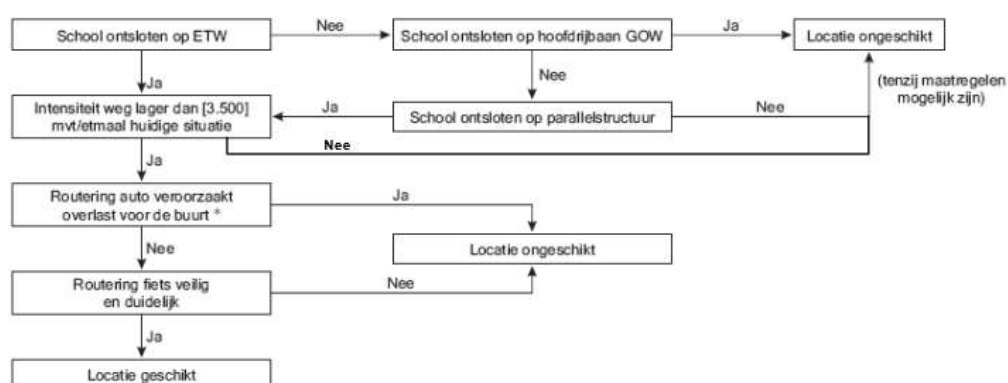 School ontsloten op ETW
Nee
School ontsloten op hoofdrijbaan GOW
Ja
Locatie ongeschikt
Ja
Nee
(tenzij maatregelen
mogelijk zijn)
Intensiteit weg lager dan [3.500]
mvt/etmaal huidige situatie
Ja
School ontsloten op parallelstructuur
Nee
Nee
Ja
Routering auto veroorzaakt
overlast voor de buurt *
Ja
Locatie ongeschikt
Nee
Routering fiets veilig
en duidelijk
Nee
Ja
Locatie geschikt